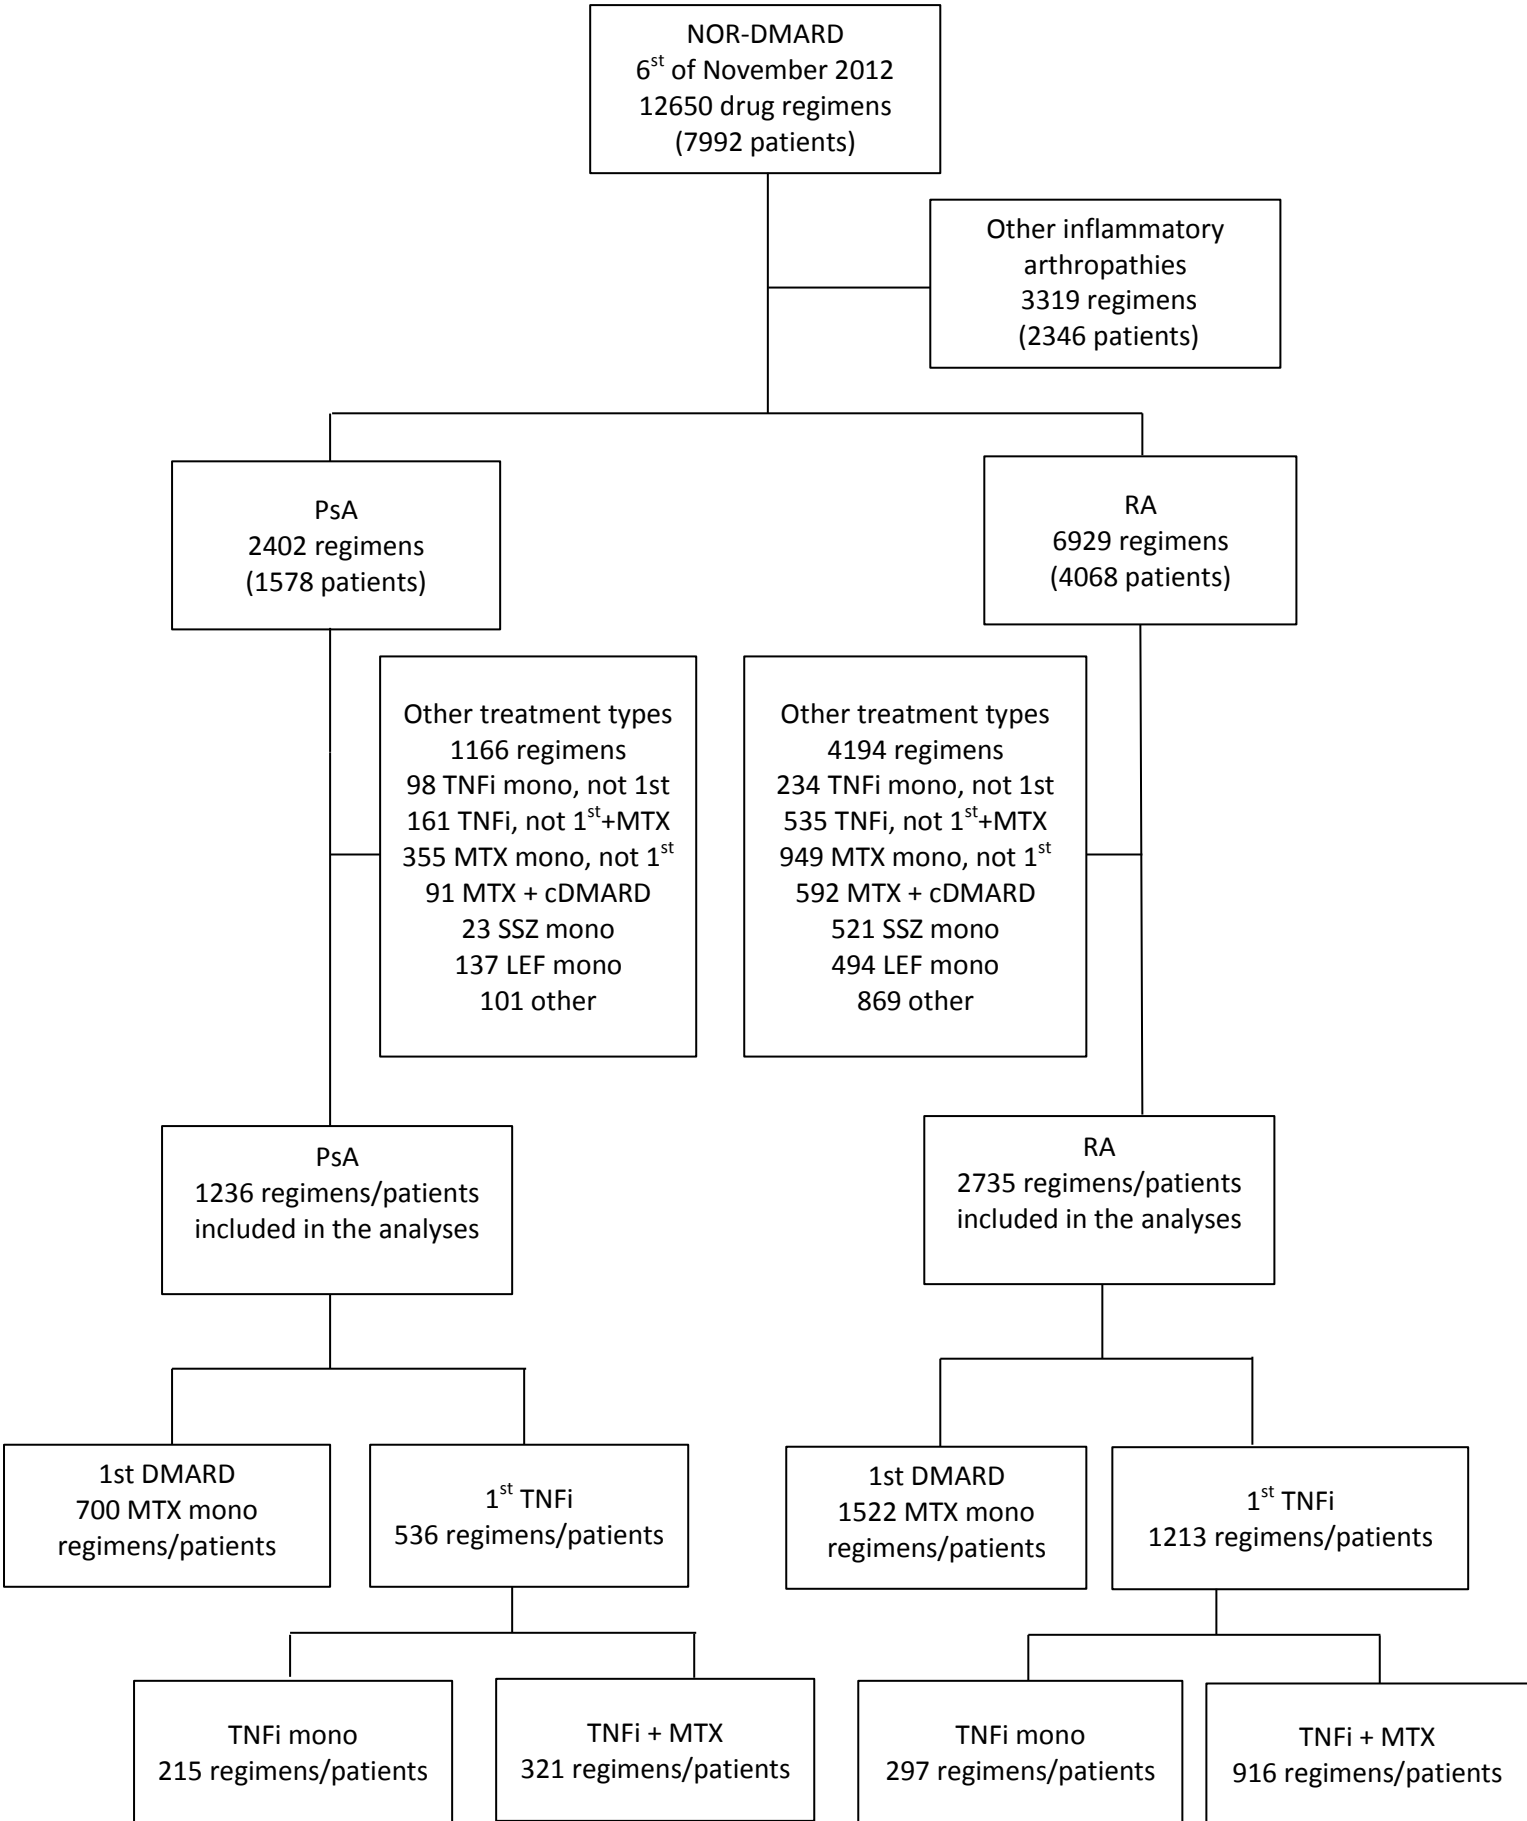 NOR-DMARD
6st of November 2012
12650 drug regimens
(7992 patients)
Other inflammatory
arthropathies
3319 regimens
(2346 patients)
PsA
2402 regimens
(1578 patients)
RA
6929 regimens
(4068 patients)
Other treatment types
1166 regimens
98 TNFi mono, not 1st
161 TNFi, not 1st+MTX
355 MTX mono, not 1st
91 MTX + cDMARD
23 SSZ mono
137 LEF mono
101 other
Other treatment types
4194 regimens
234 TNFi mono, not 1st
535 TNFi, not 1st+MTX
949 MTX mono, not 1st
592 MTX + cDMARD
521 SSZ mono
494 LEF mono
869 other
PsA
1236 regimens/patients
included in the analyses
RA
2735 regimens/patients
included in the analyses
1st DMARD
700 MTX mono
regimens/patients
1st TNFi
536 regimens/patients
1st DMARD
1522 MTX mono
regimens/patients
1st TNFi
1213 regimens/patients
TNFi mono
215 regimens/patients
TNFi + MTX
321 regimens/patients
TNFi mono
297 regimens/patients
TNFi + MTX
916 regimens/patients